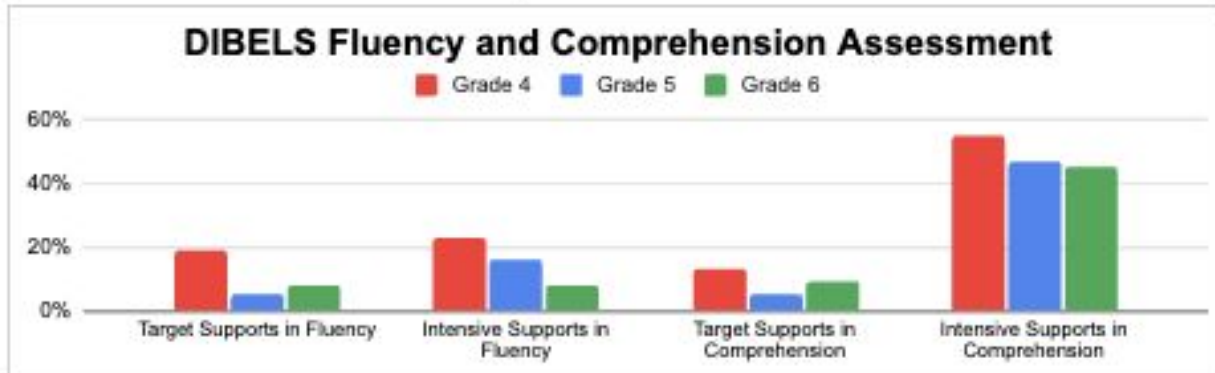 DIBELS Fluency and Comprehension Assessment
Grade 4 Grade 5 Grade 6
60%
40%
20%
0%
Target Supports in Fluency
Intensive Supports in
Fluency
Target Supports in
Comprehension
Intensive Supports in
Comprehension